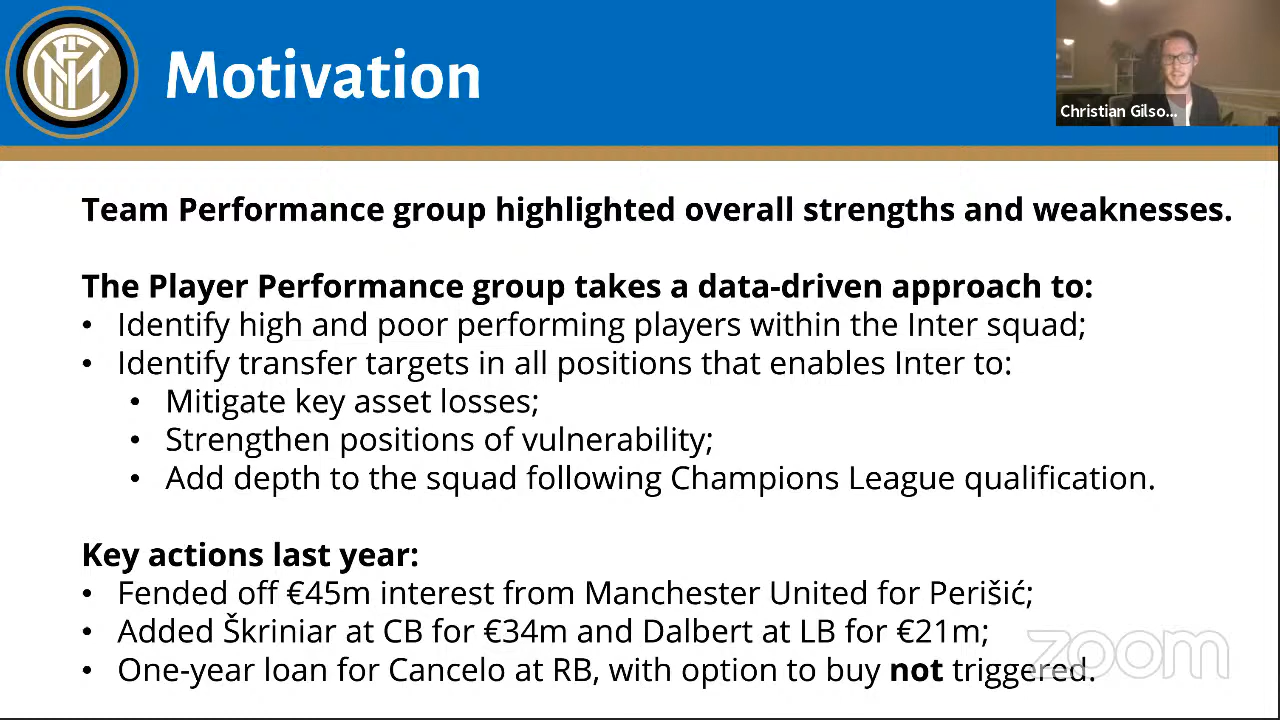 Motivation
Christian Gilso...
Team Performance group highlighted overall strengths and weaknesses.
The Player Performance group takes a data-driven approach to:
• Identify high and poor performing players within the Inter squad;
• Identify transfer targets in all positions that enables Inter to:
• Mitigate key asset losses;
• Strengthen positions of vulnerability;
• Add depth to the squad following Champions League qualification.
Key actions last year:
• Fended off €45m interest from Manchester United for Perišić;
• Added Škriniar at CB for €34m and Dalbert at LB for €21m;
• One-year loan for Cancelo at RB, with option to buy not triggered.
zoom